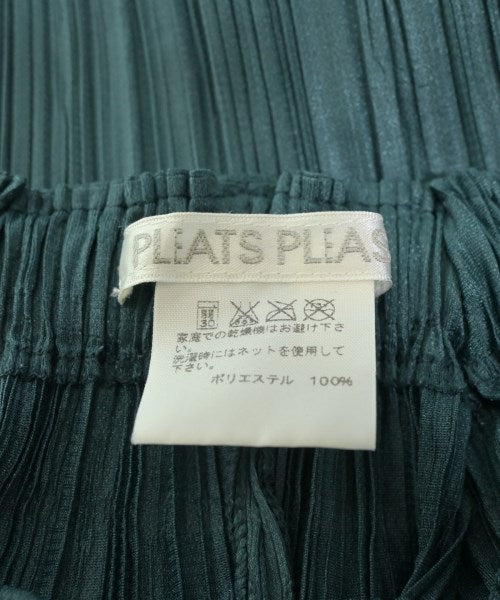 PLEATS PLEAS
弱
30
家庭での乾燥機はお避け下さ
い。
洗濯時にはネットを使用して
下さい。
ポリエステル 100%